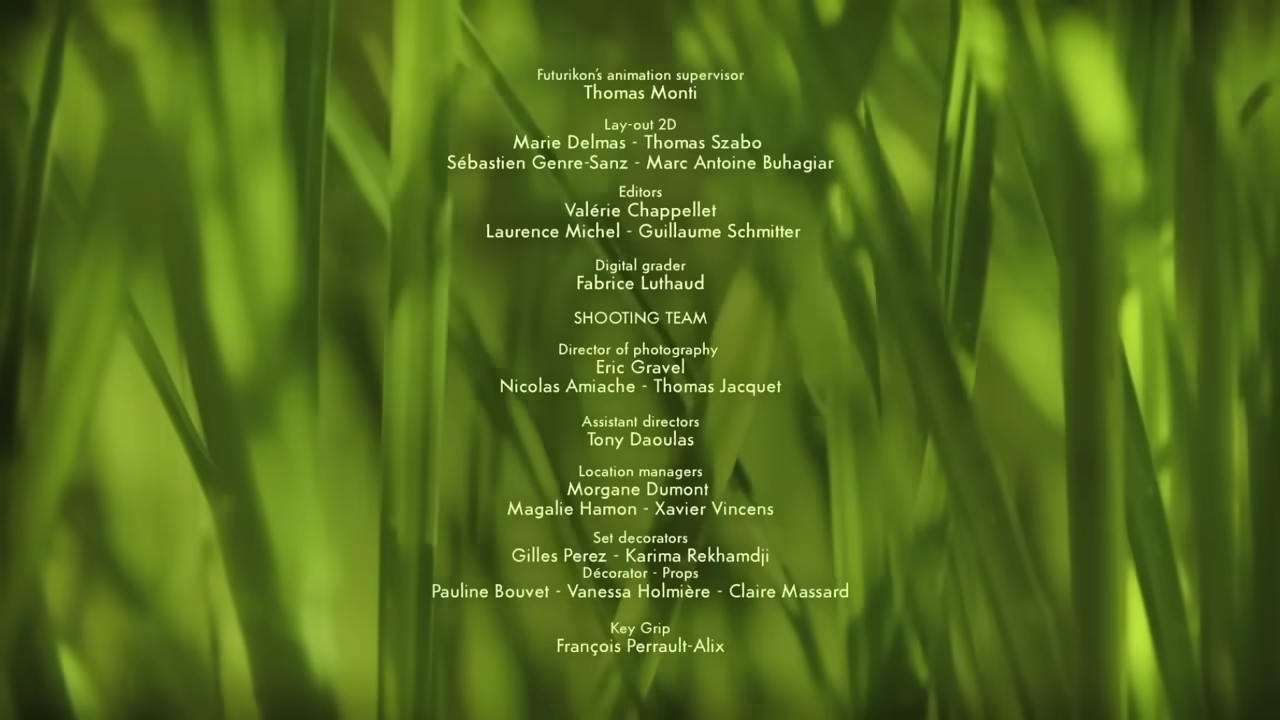 Futurikon's animation supervisor
Thomas Monti
Lay-out 2D
Marie Delmas - Thomas Szabo
Sébastien Genre-Sanz - Marc Antoine Buhagiar
Editors
Valérie Chappellet
Laurence Michel - Guillaume Schmitter
Digital grader
Fabrice Luthaud
SHOOTING TEAM
Director of photography
Eric Gravel
Nicolas Amiache - Thomas Jacquet
Assistant directors
Tony Daoulas
Location managers
Morgane Dumont
Magalie Hamon - Xavier Vincens
Set decorators
Gilles Perez - Karima Rekhamdji
Décorator - Props
Pauline Bouvet - Vanessa Holmière - Claire Massard
Key Grip
François Perrault-Alix